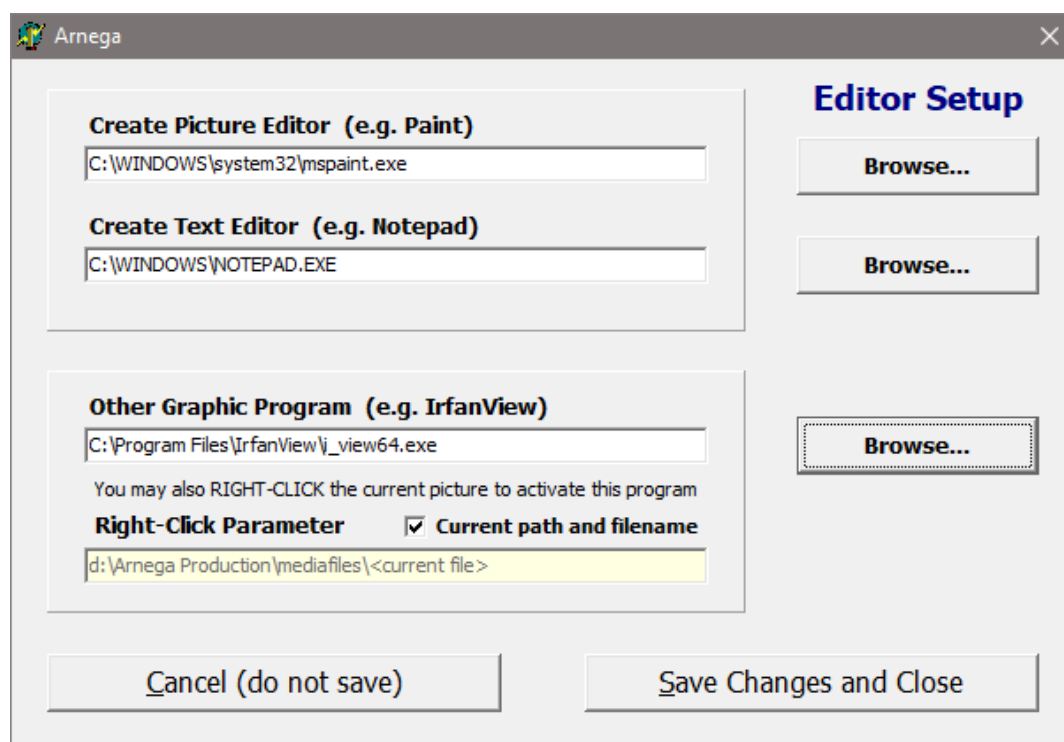 Arnega
Editor Setup
Create Picture Editor (e.g. Paint)
C:\WINDOWS\system32\mspaint.exe
Browse...
Create Text Editor (e.g. Notepad)
C:\WINDOWS\NOTEPAD.EXE
Browse...
Other Graphic Program (e.g. IrfanView)
C:\Program Files\IrfanView\i_view64.exe
Browse...
You may also RIGHT-CLICK the current picture to activate this program
Right-Click Parameter Current path and filename
d:\Arnega Production\mediafiles\<current file>
Cancel (do not save)
Save Changes and Close